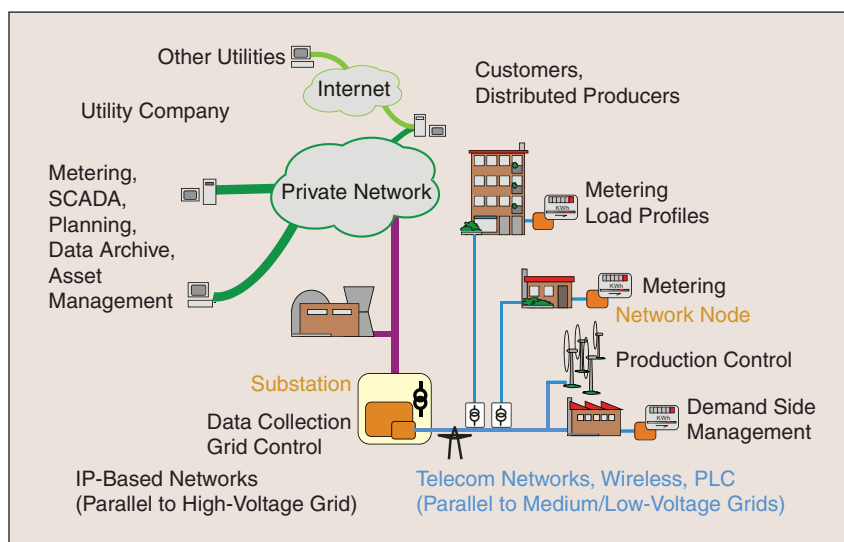 Other Utilities
Internet
Customers,
Distributed Producers
Utility Company
Metering,
SCADA,
Planning,
Data Archive,
Asset
Management
Private Network
Metering
Load Profiles
KWh
Metering
Network Node
KWh
Production Control
Substation
Data Collection
Grid Control
Demand Side
Management
KWh
IP-Based Networks
(Parallel to High-Voltage Grid)
Telecom Networks, Wireless, PLC
(Parallel to Medium/Low-Voltage Grids)